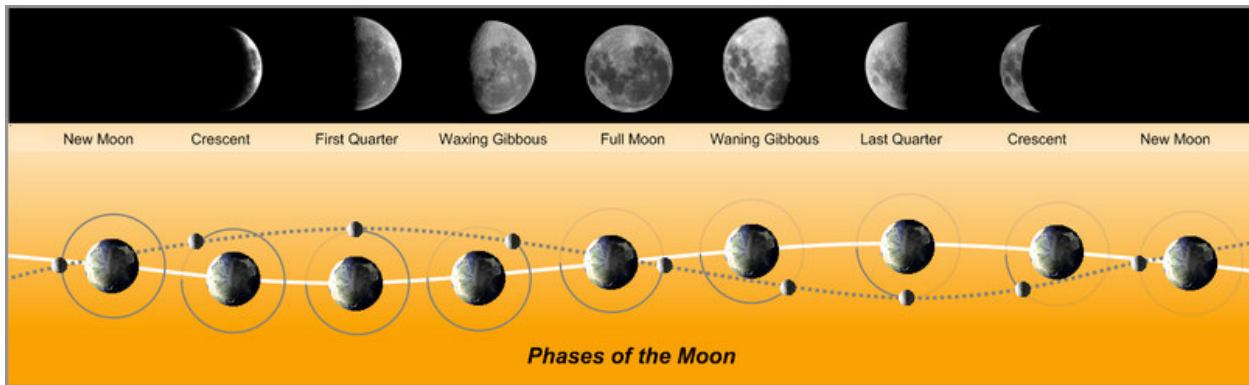 New Moon Crescent First Quarter Waxing Gibbous Full Moon Waning Gibbous Last Quarter Crescent New Moon
Phases of the Moon